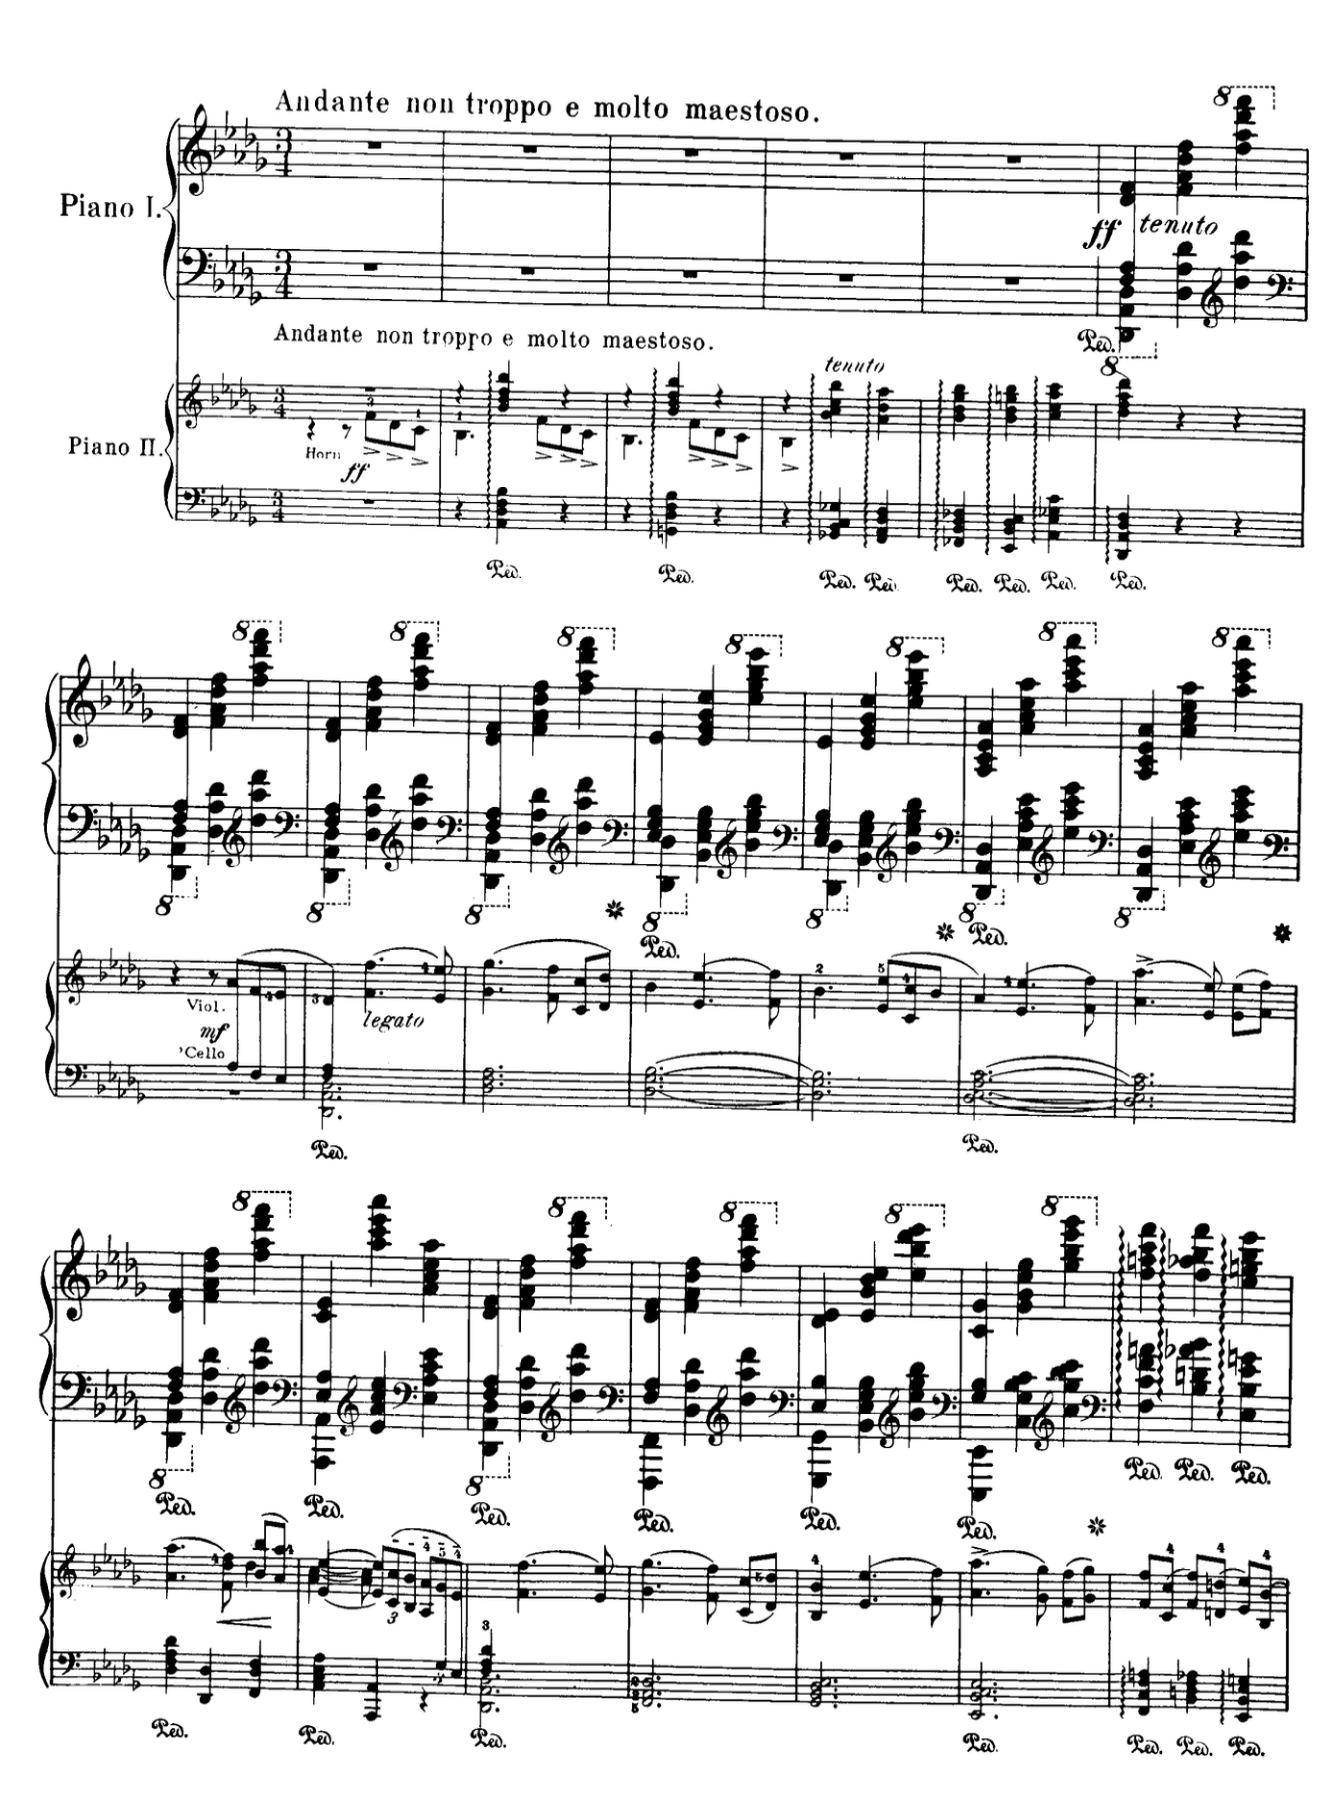 Andante non troppo e molto maestoso.
Piano I.
ff tenuto
8
Ped.
8
Andante non troppo e molto maestoso.
tenuto
Piano II.
Horn
ff
Ped. Ped. Ped. Ped. Ped. Ped. Ped. Ped.
8 8 8 8 8 8 8
8 8 8 8 8 8 8
Ped. Ped.
Viol.
mf
legato
'Cello
Ped. Ped.
8 8 8 8 8
8 8
Ped. Ped. Ped. Ped. Ped. Ped. Ped. Ped. Ped.
Ped. Ped. Ped. Ped. Ped. Ped. Ped.